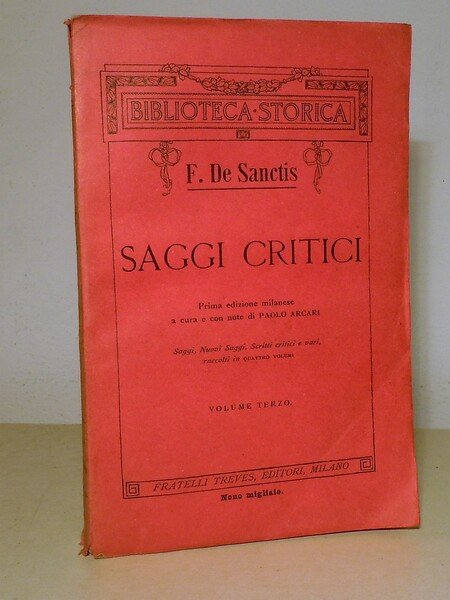 BIBLIOTECA·STORICA
F. De Sanctis
SAGGI CRITICI
Prima edizione milanese
a cura e con note di PAOLO ARCARI
Saggi, Nuovi Saggi, Scritti critici e vari,
raccolti in QUATTRO VOLUMI
VOLUME TERZO.
FRATELLI TREVES, EDITORI, MILANO
Nono migliaio.